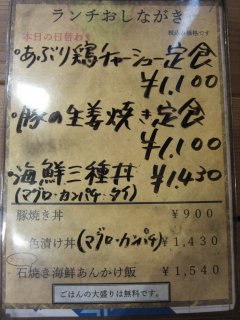 ランチおしながき
本日の日替わり
税込み価格です
・あぶり鶏チャーシュー定食
¥1,100
・豚の生姜焼き定食
¥1,100
・海鮮三種丼 ¥1,430
(マグロ・カンパチ・タイ)
豚焼き丼 ¥900
色漬け丼(マグロ・カンパチ) ¥1,430
石焼き海鮮あんかけ飯 ¥1,540
ごはんの大盛りは無料です。